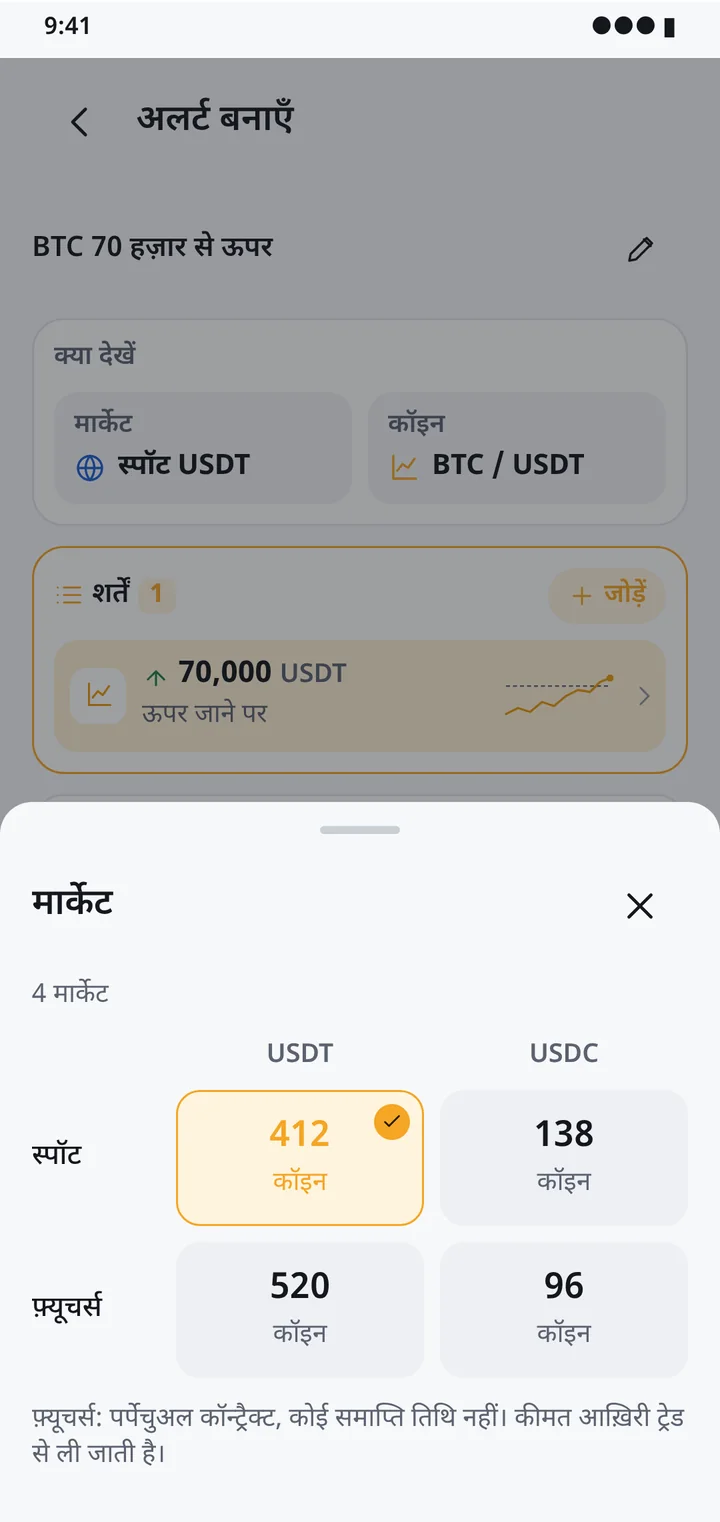 9:41
अलर्ट बनाएँ
BTC 70 हज़ार से ऊपर
क्या देखें
मार्केट
स्पॉट USDT
कॉइन
BTC / USDT
शर्तें 1
+ जोड़ें
70,000 USDT
ऊपर जाने पर
मार्केट
4 मार्केट
USDT USDC
स्पॉट
412
कॉइन
138
कॉइन
फ़्यूचर्स
520
कॉइन
96
कॉइन
फ़्यूचर्स: पर्पेचुअल कॉन्ट्रैक्ट, कोई समाप्ति तिथि नहीं। कीमत आख़िरी ट्रेड
से ली जाती है।